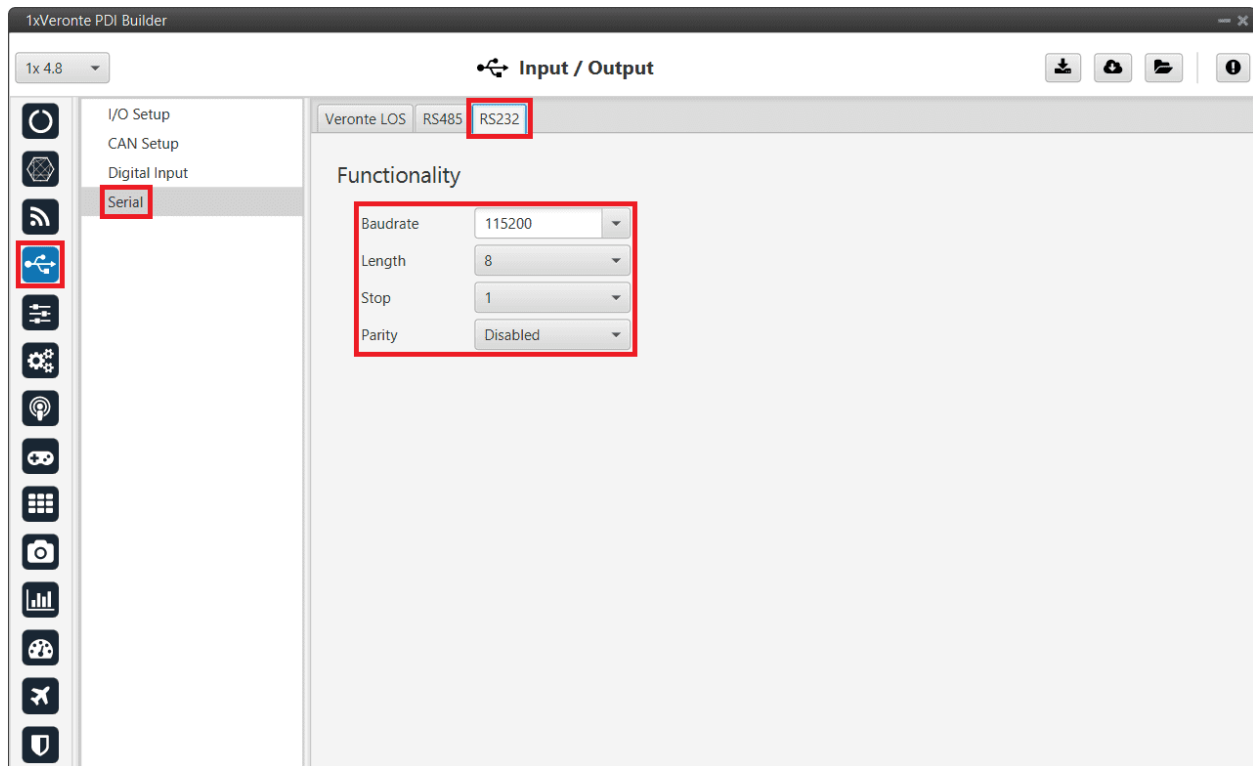 1xVeronte PDI Builder
1x 4.8
Input / Output
I/O Setup
CAN Setup
Digital Input
Serial
Veronte LOS RS485 RS232
Functionality
Baudrate 115200
Length 8
Stop 1
Parity Disabled